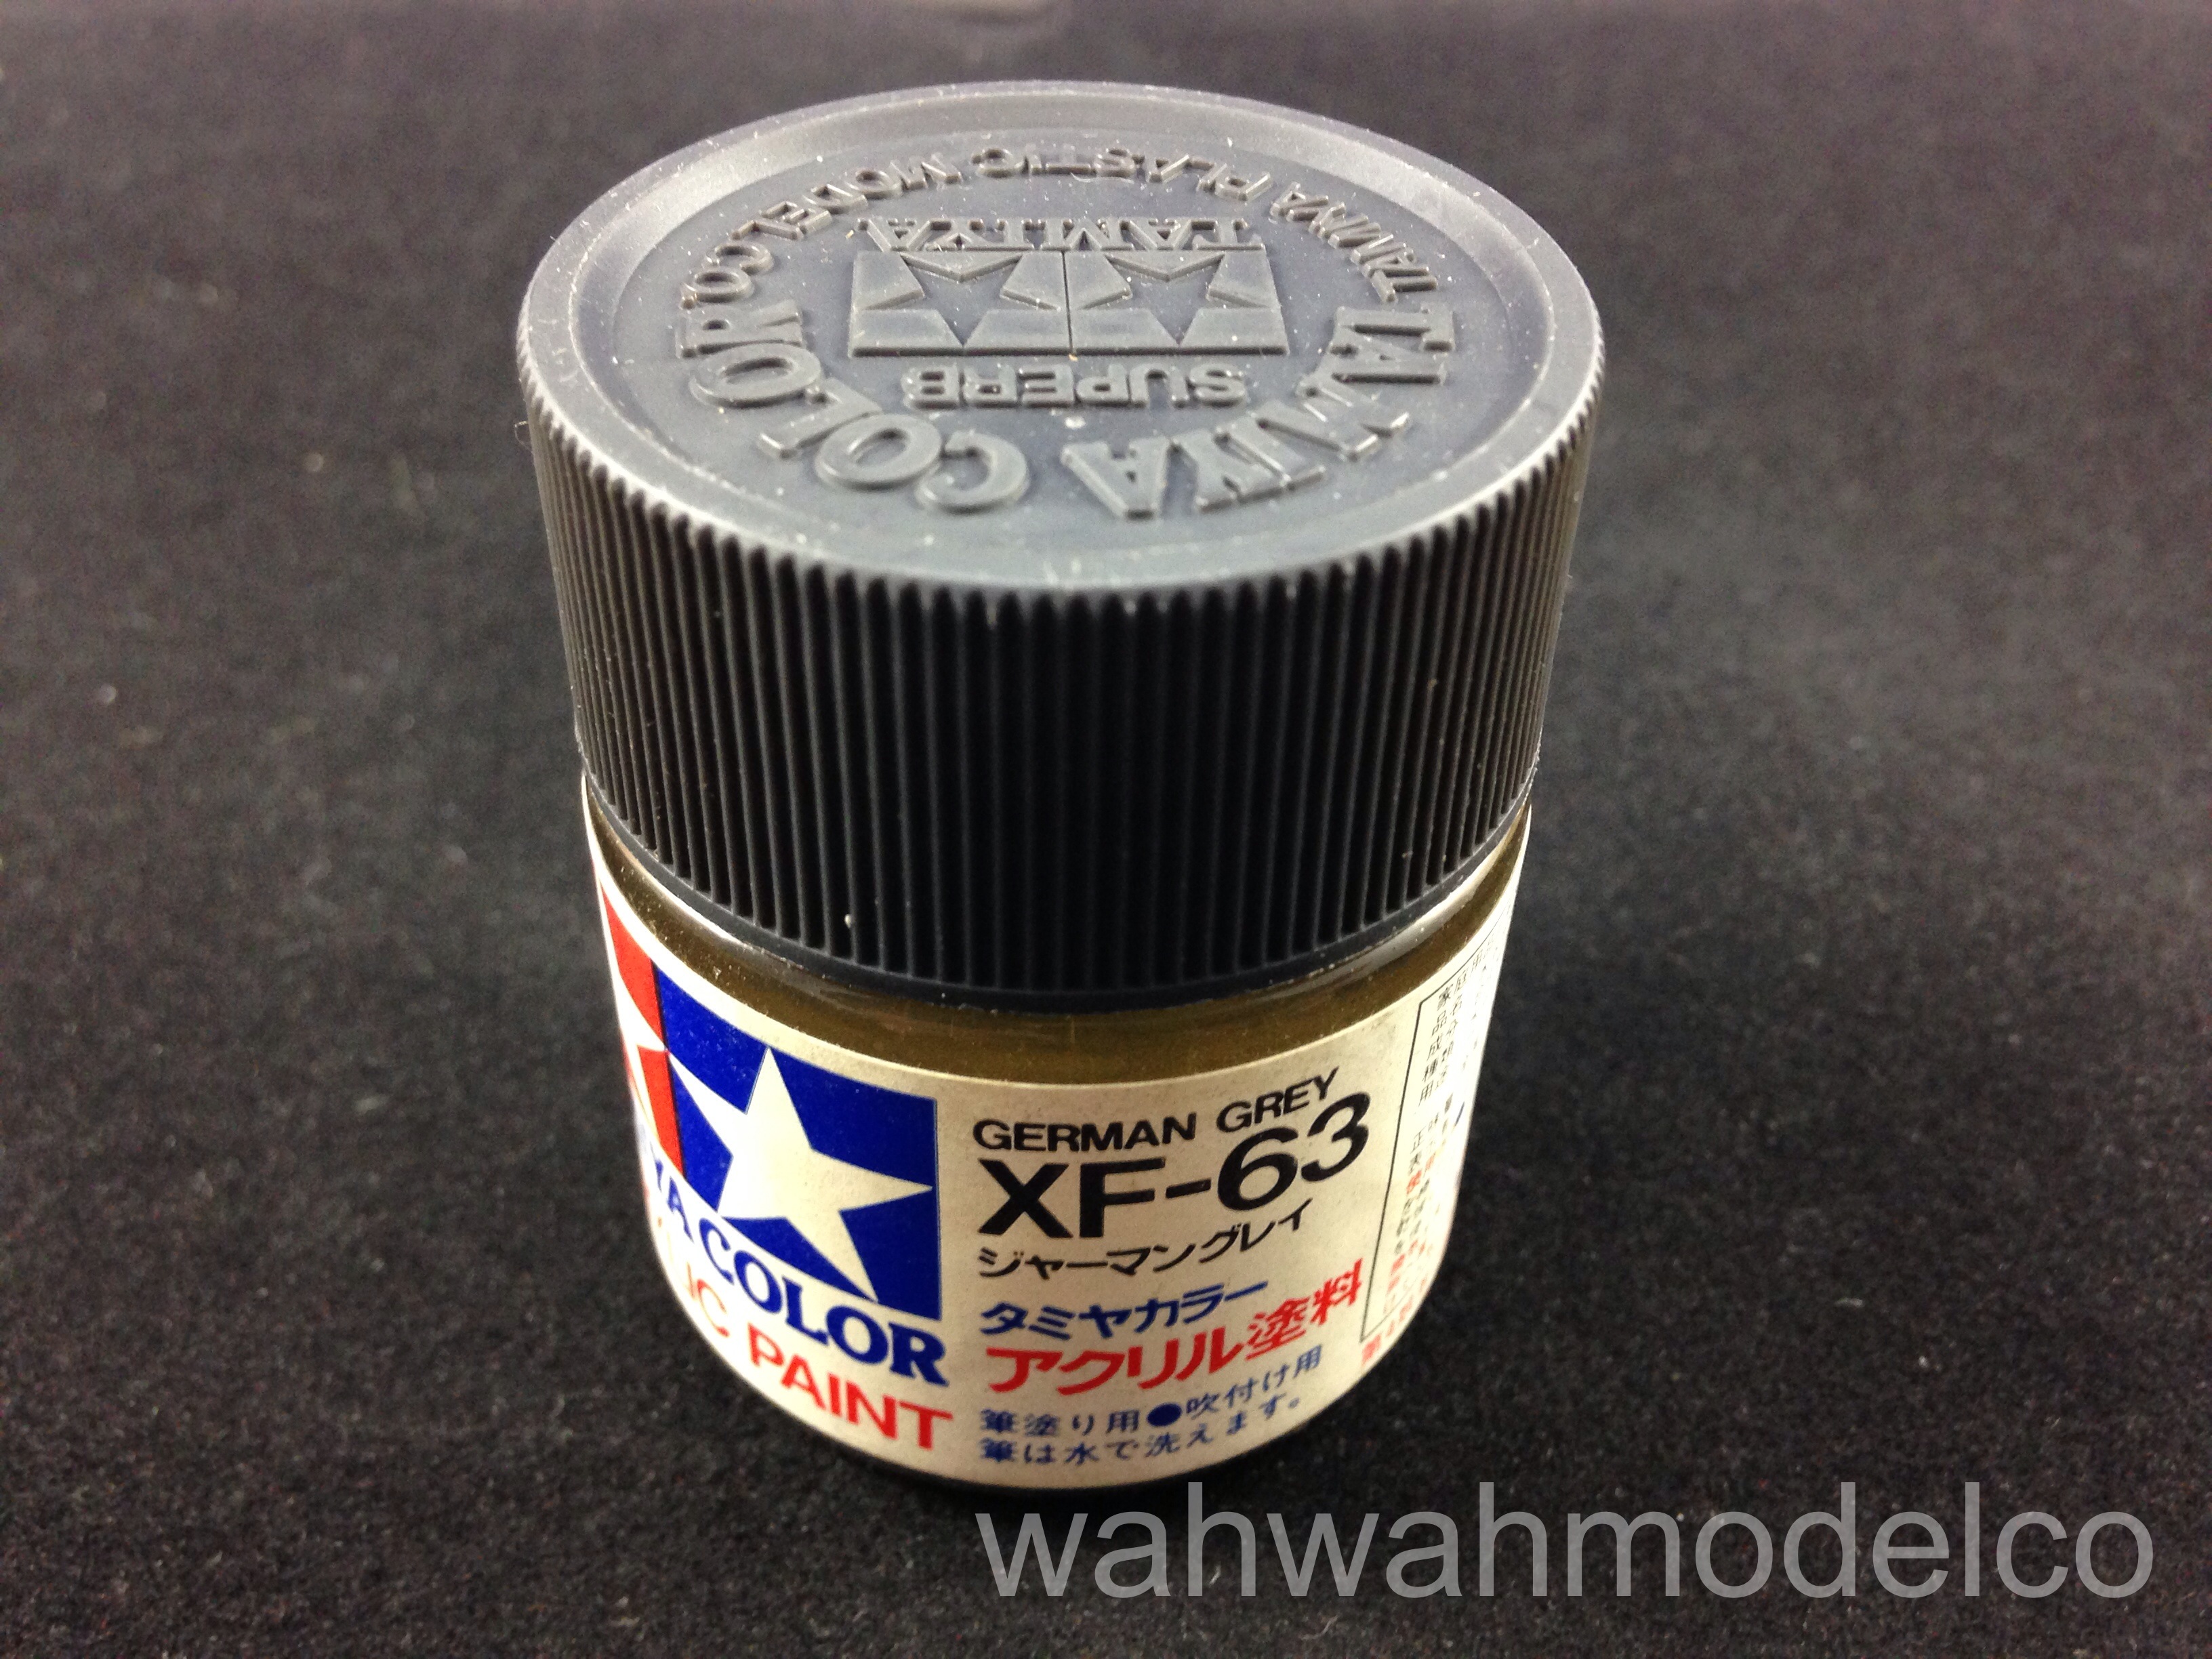 TAMIYA COLOR
SUPERB
TAMIYA
TAMIYA PLASTIC MODEL CO.
GERMAN GREY
XF-63
ジャーマングレイ
タミヤカラー
アクリル塗料
筆塗り用●吹付け用
筆は水で洗えます。
COLOR
PAINT
wahwahmodelco